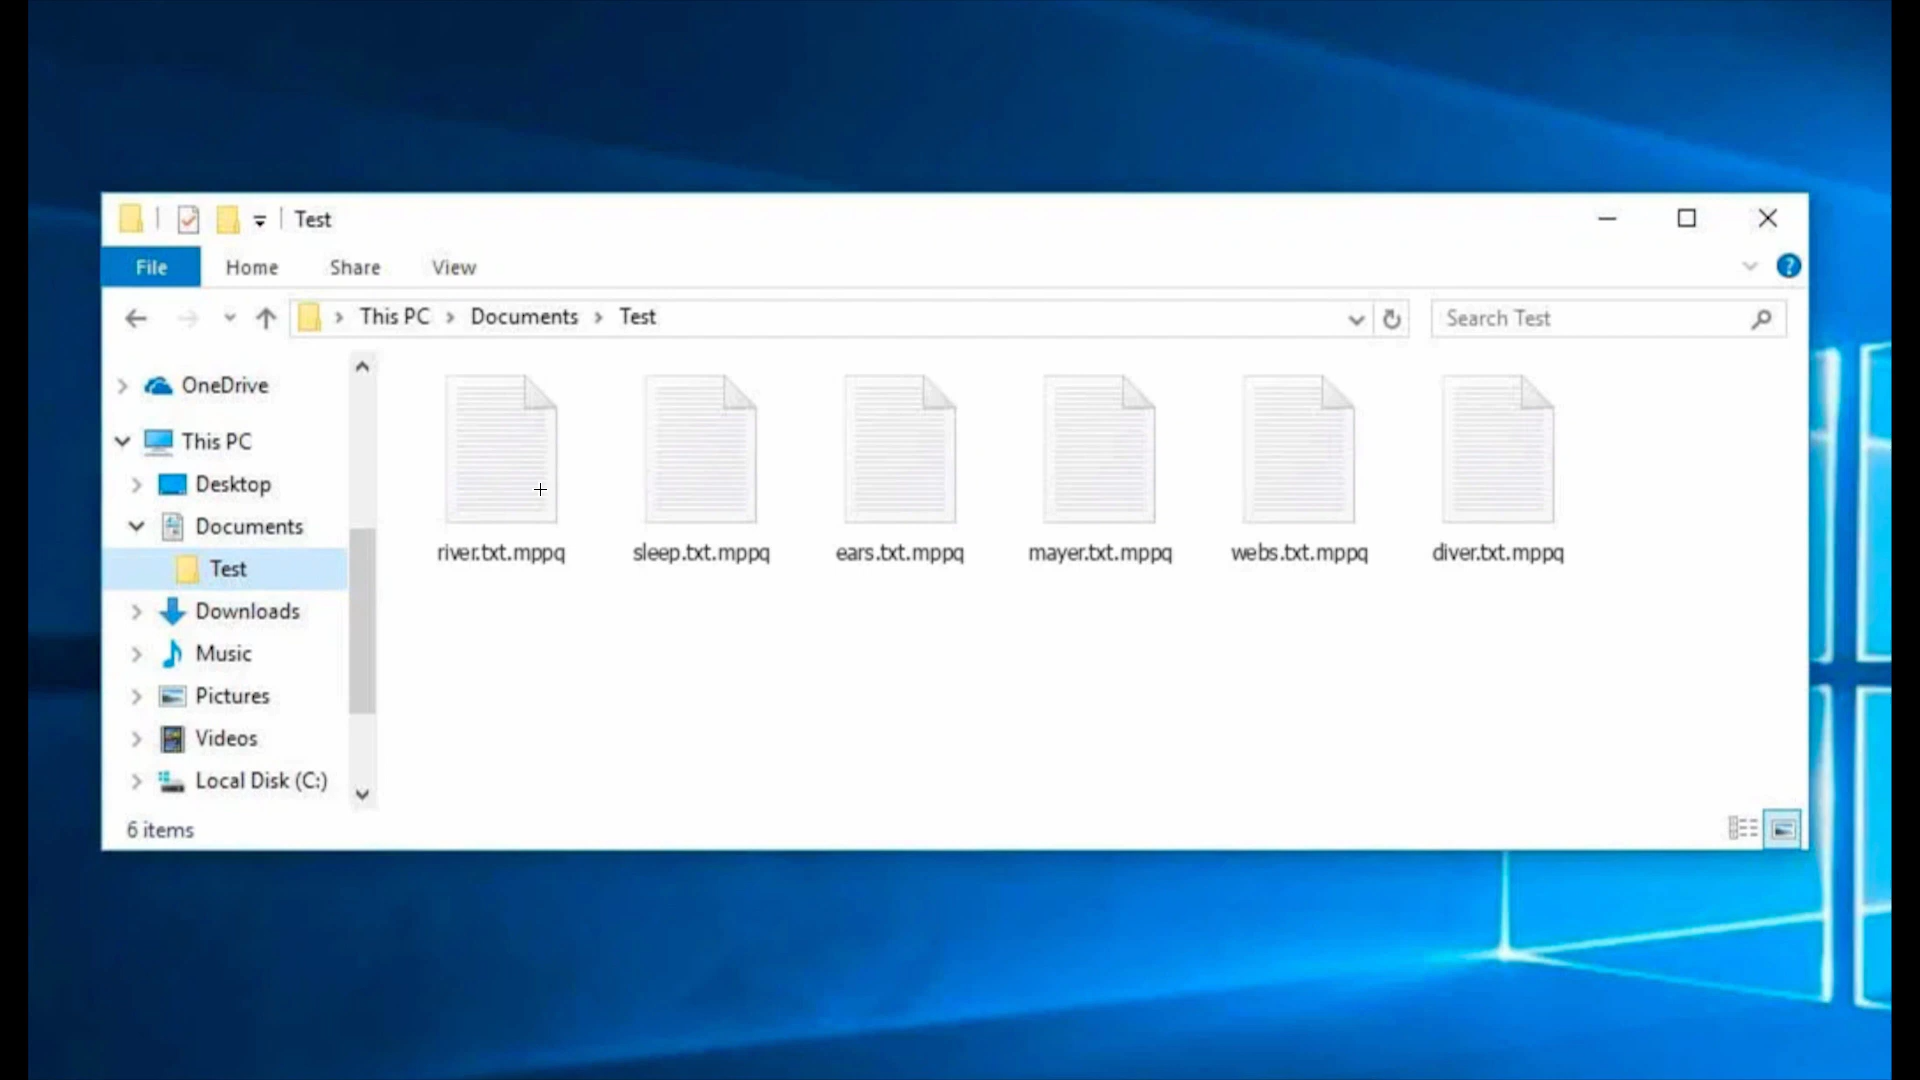 Test
File Home Share View
?
This PC Documents Test
Search Test
OneDrive
This PC
Desktop
Documents
Test
Downloads
Music
Pictures
Videos
Local Disk (C:)
river.txt.mppq sleep.txt.mppq ears.txt.mppq mayer.txt.mppq webs.txt.mppq diver.txt.mppq
6 items